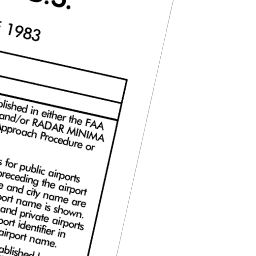 U.S.
1983
blished in either the FAA
and/or RADAR MINIMA
Approach Procedure or
s for public airports
preceding the airport
e and city name are
port name is shown.
and private airports
port identifier in
airport name.